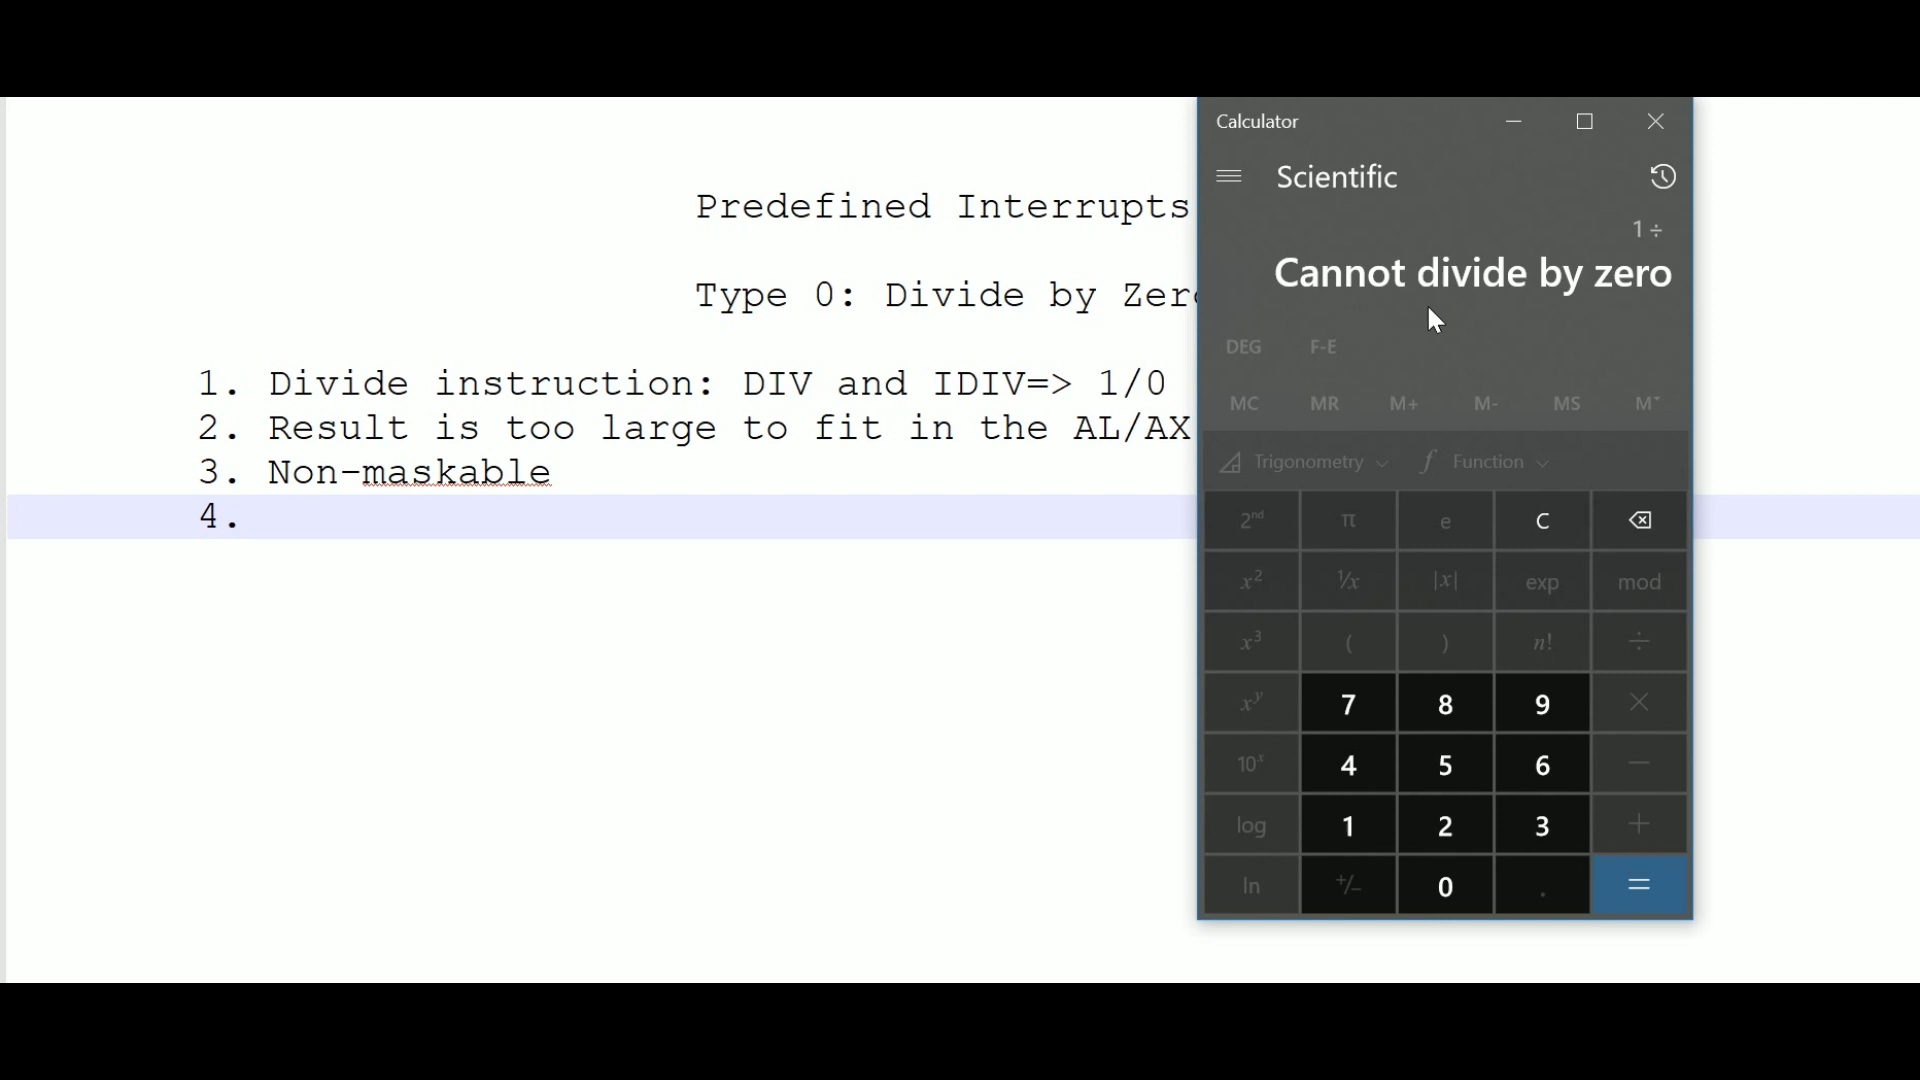 Predefined Interrupts
Type 0: Divide by
1. Divide instruction: DIV and IDIV=> 1/0
2. Result is too large to fit in the AL/AX
3. Non-maskable
4.
Calculator
Scientific
1 ÷
Cannot divide by zero
DEG F-E
MC MR M+ M- MS M˅
Trigonometry f Function
2ⁿᵈ π e C
x² ¹/x |x| exp mod
x³ ( ) n! ÷
xʸ 7 8 9 ×
10ˣ 4 5 6 −
log 1 2 3 +
ln +/− 0 . =